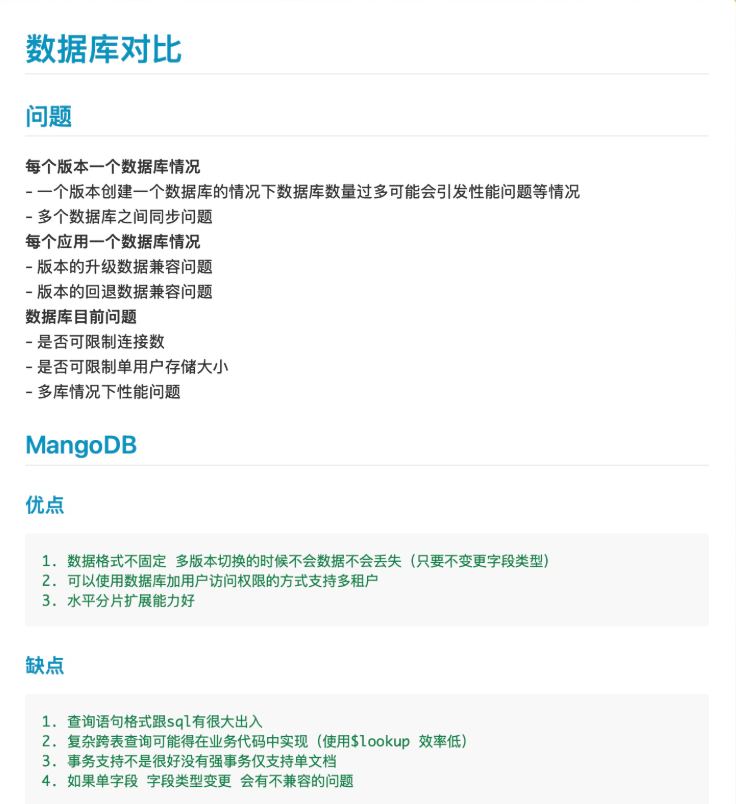 数据库对比
问题
每个版本一个数据库情况
- 一个版本创建一个数据库的情况下数据库数量过多可能会引发性能问题等情况
- 多个数据库之间同步问题
每个应用一个数据库情况
- 版本的升级数据兼容问题
- 版本的回退数据兼容问题
数据库目前问题
- 是否可限制连接数
- 是否可限制单用户存储大小
- 多库情况下性能问题
MangoDB
优点
1. 数据格式不固定 多版本切换的时候不会数据不会丢失（只要不变更字段类型）
2. 可以使用数据库加用户访问权限的方式支持多租户
3. 水平分片扩展能力好
缺点
1. 查询语句格式跟sql有很大出入
2. 复杂跨表查询可能得在业务代码中实现（使用$lookup 效率低）
3. 事务支持不是很好没有强事务仅支持单文档
4. 如果单字段 字段类型变更 会有不兼容的问题